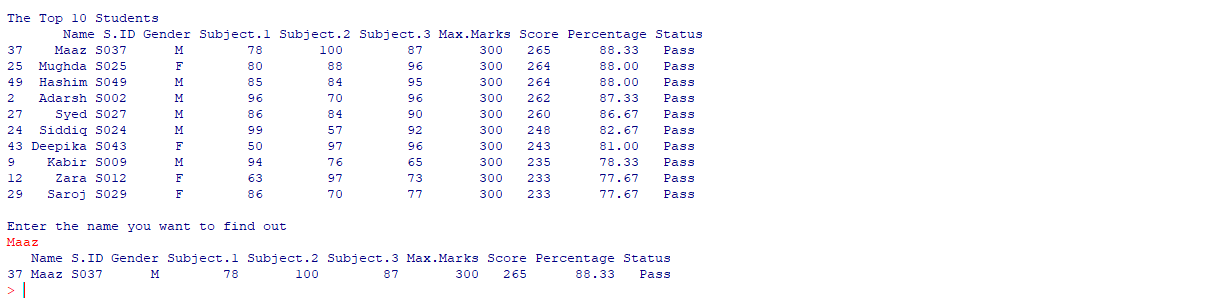 The Top 10 Students
       Name S.ID Gender Subject.1 Subject.2 Subject.3 Max.Marks Score Percentage Status
37    Maaz S037      M        78       100        87       300   265      88.33   Pass
25  Mughda S025      F        80        88        96       300   264      88.00   Pass
49  Hashim S049      M        85        84        95       300   264      88.00   Pass
2   Adarsh S002      M        96        70        96       300   262      87.33   Pass
27    Syed S027      M        86        84        90       300   260      86.67   Pass
24  Siddiq S024      M        99        57        92       300   248      82.67   Pass
43 Deepika S043      F        50        97        96       300   243      81.00   Pass
9    Kabir S009      M        94        76        65       300   235      78.33   Pass
12    Zara S012      F        63        97        73       300   233      77.67   Pass
29   Saroj S029      F        86        70        77       300   233      77.67   Pass
Enter the name you want to find out
Maaz
   Name S.ID Gender Subject.1 Subject.2 Subject.3 Max.Marks Score Percentage Status
37 Maaz S037      M        78       100        87       300   265      88.33   Pass
>